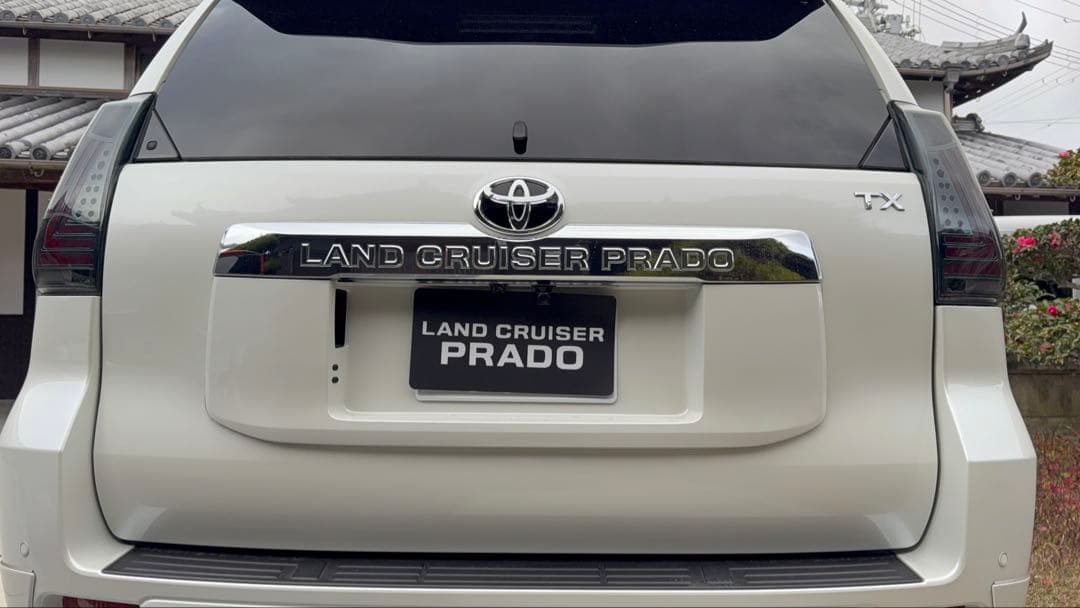 TX
LAND CRUISER PRADO
LAND CRUISER
PRADO